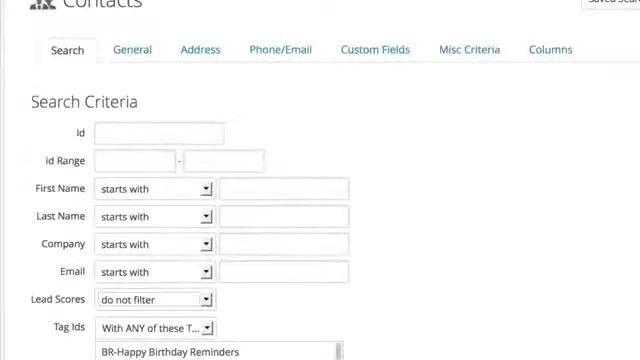 Contacts
Search General Address Phone/Email Custom Fields Misc Criteria Columns
Search Criteria
Id
Id Range -
First Name starts with
Last Name starts with
Company starts with
Email starts with
Lead Scores do not filter
Tag Ids With ANY of these T...
BR-Happy Birthday Reminders